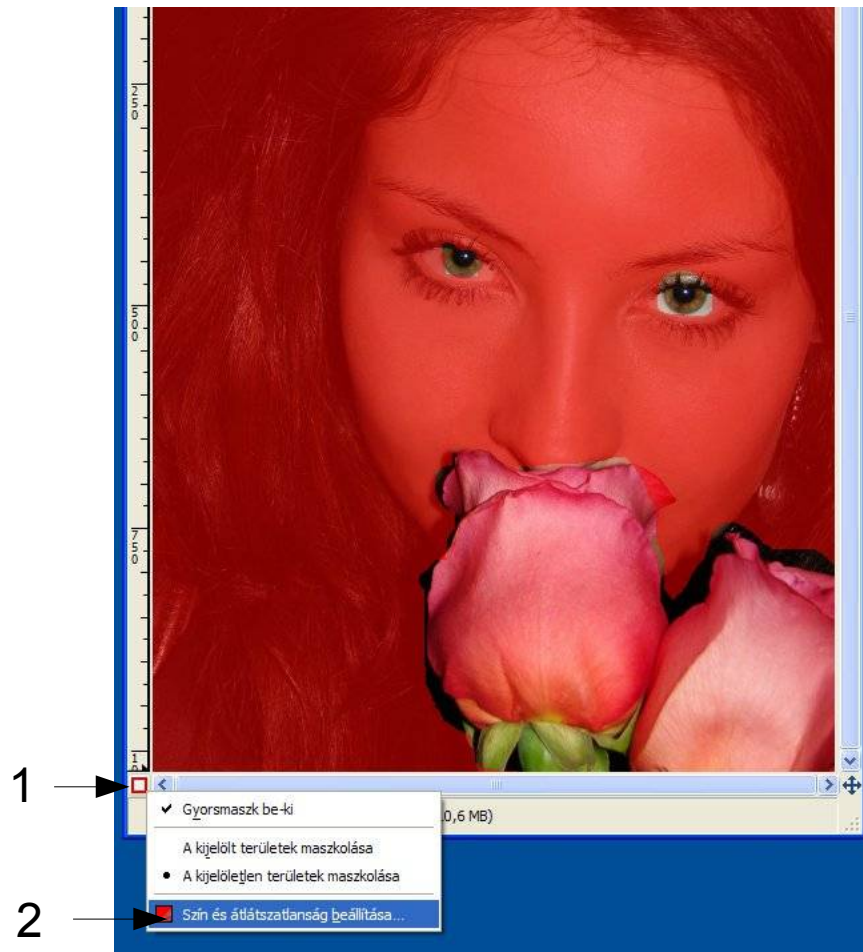 250
500
750
10
1
0,6 MB)
Gyorsmaszk be-ki
A kijelölt területek maszkolása
A kijelöletlen területek maszkolása
2
Szín és átlátszatlanság beállítása...